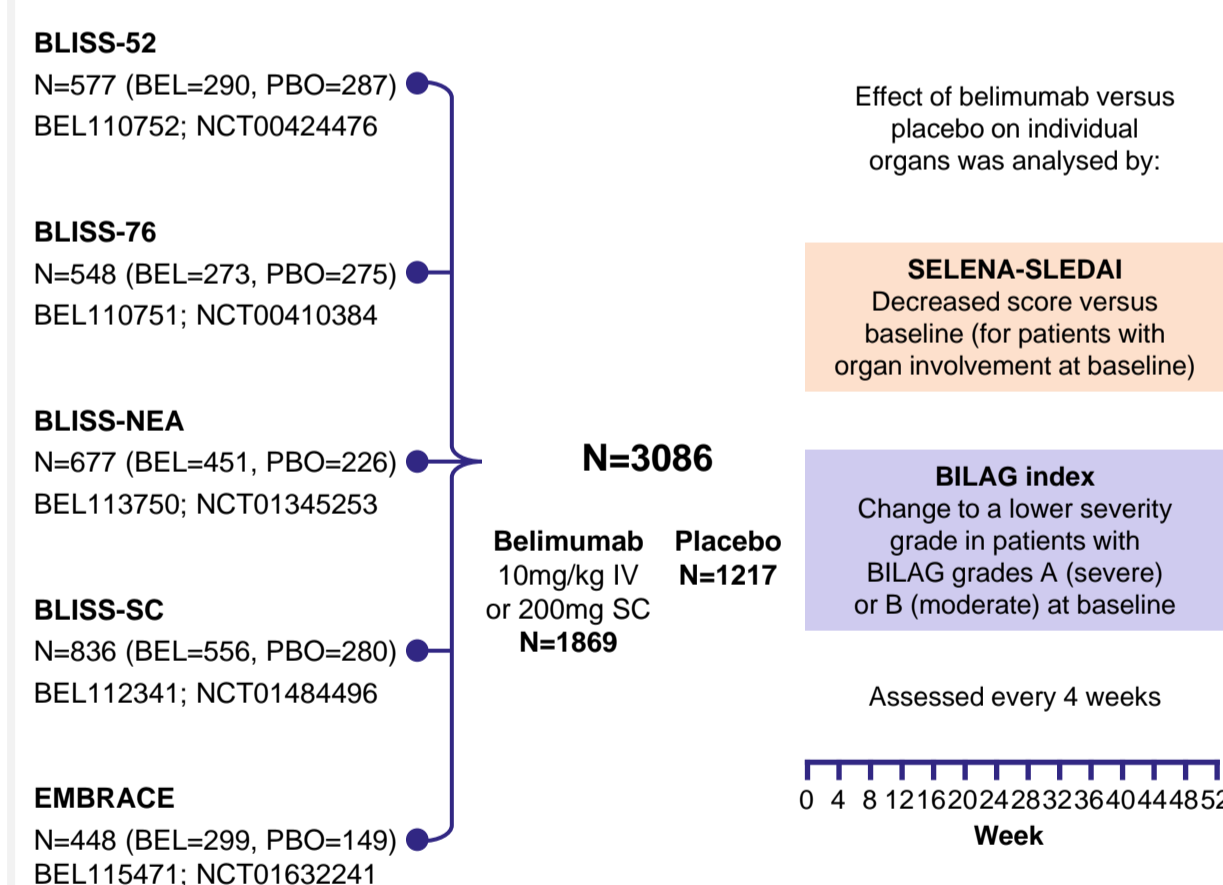 BLISS-52
N=577 (BEL=290, PBO=287)
BEL110752; NCT00424476
BLISS-76
N=548 (BEL=273, PBO=275)
BEL110751; NCT00410384
BLISS-NEA
N=677 (BEL=451, PBO=226)
BEL113750; NCT01345253
BLISS-SC
N=836 (BEL=556, PBO=280)
BEL112341; NCT01484496
EMBRACE
N=448 (BEL=299, PBO=149)
BEL115471; NCT01632241
N=3086
Belimumab
10mg/kg IV
or 200mg SC
N=1869
Placebo
N=1217
Effect of belimumab versus
placebo on individual
organs was analysed by:
SELENA-SLEDAI
Decreased score versus
baseline (for patients with
organ involvement at baseline)
BILAG index
Change to a lower severity
grade in patients with
BILAG grades A (severe)
or B (moderate) at baseline
Assessed every 4 weeks
0 4 8 12 16 20 24 28 32 36 40 44 48 52
Week